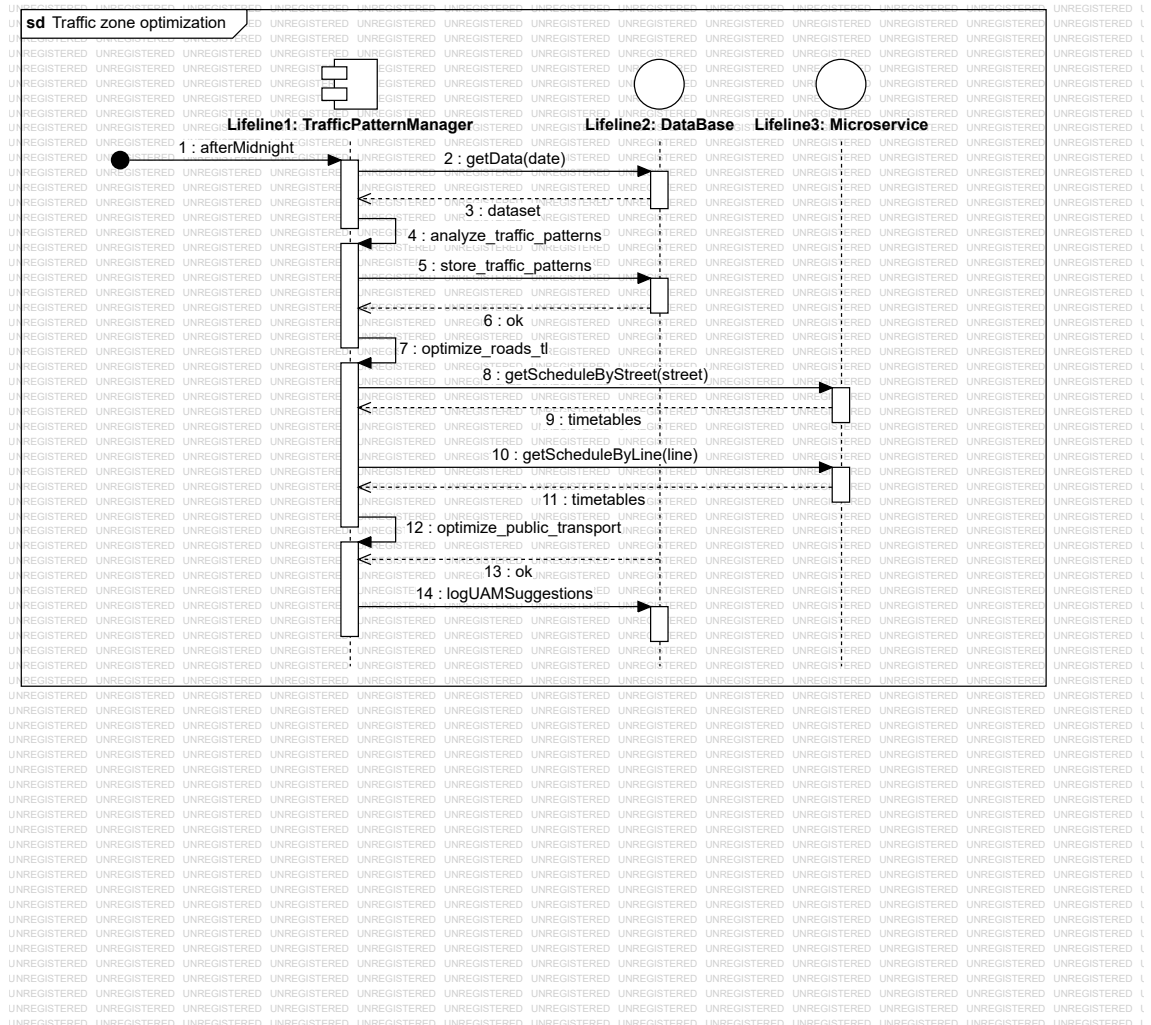 sd Traffic zone optimization
Lifeline1: TrafficPatternManager
Lifeline2: DataBase
Lifeline3: Microservice
1 : afterMidnight
2 : getData(date)
3 : dataset
4 : analyze_traffic_patterns
5 : store_traffic_patterns
6 : ok
7 : optimize_roads_tl
8 : getScheduleByStreet(street)
9 : timetables
10 : getScheduleByLine(line)
11 : timetables
12 : optimize_public_transport
13 : ok
14 : logUAMSuggestions
UNREGISTERED